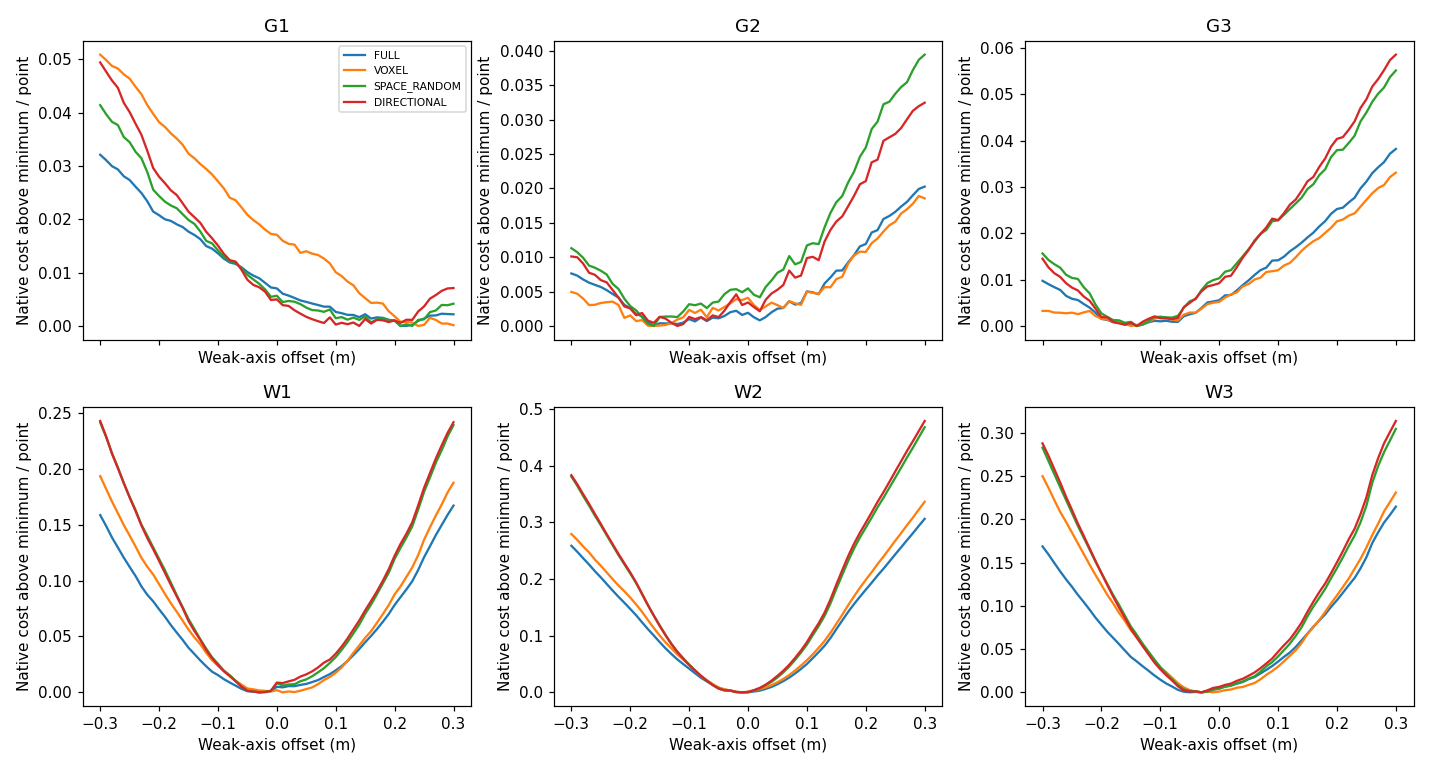 G1
G2
G3
Native cost above minimum / point
0.05
0.04
0.03
0.02
0.01
0.00
FULL
VOXEL
SPACE_RANDOM
DIRECTIONAL
Weak-axis offset (m)
Native cost above minimum / point
0.040
0.035
0.030
0.025
0.020
0.015
0.010
0.005
0.000
Weak-axis offset (m)
Native cost above minimum / point
0.06
0.05
0.04
0.03
0.02
0.01
0.00
Weak-axis offset (m)
W1
W2
W3
Native cost above minimum / point
0.25
0.20
0.15
0.10
0.05
0.00
−0.3 −0.2 −0.1 0.0 0.1 0.2 0.3
Weak-axis offset (m)
Native cost above minimum / point
0.5
0.4
0.3
0.2
0.1
0.0
−0.3 −0.2 −0.1 0.0 0.1 0.2 0.3
Weak-axis offset (m)
Native cost above minimum / point
0.30
0.25
0.20
0.15
0.10
0.05
0.00
−0.3 −0.2 −0.1 0.0 0.1 0.2 0.3
Weak-axis offset (m)